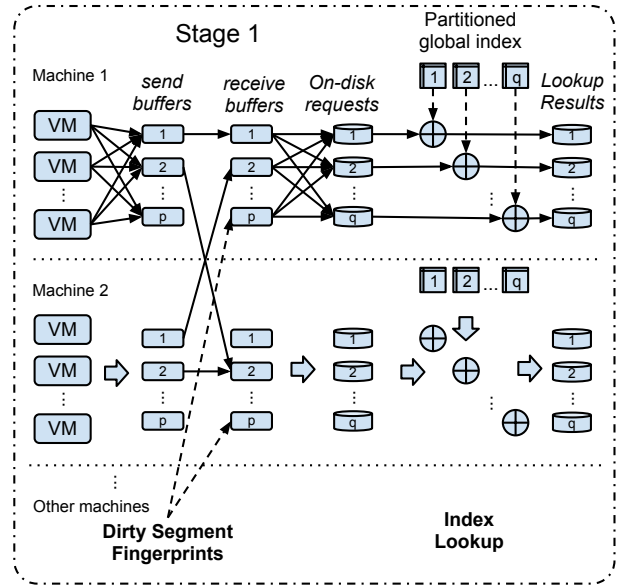 Stage 1
Partitioned
global index
Machine 1
send
buffers
receive
buffers
On-disk
requests
1 2 ... q
Lookup
Results
VM
VM
...
VM
1
2
...
p
1
2
...
p
1
2
...
q
...
1
2
...
q
Machine 2
1 2 ... q
VM
VM
...
VM
1
2
...
p
1
2
...
p
1
2
...
q
...
1
2
...
q
...
Other machines
Dirty Segment
Fingerprints
...
Index
Lookup